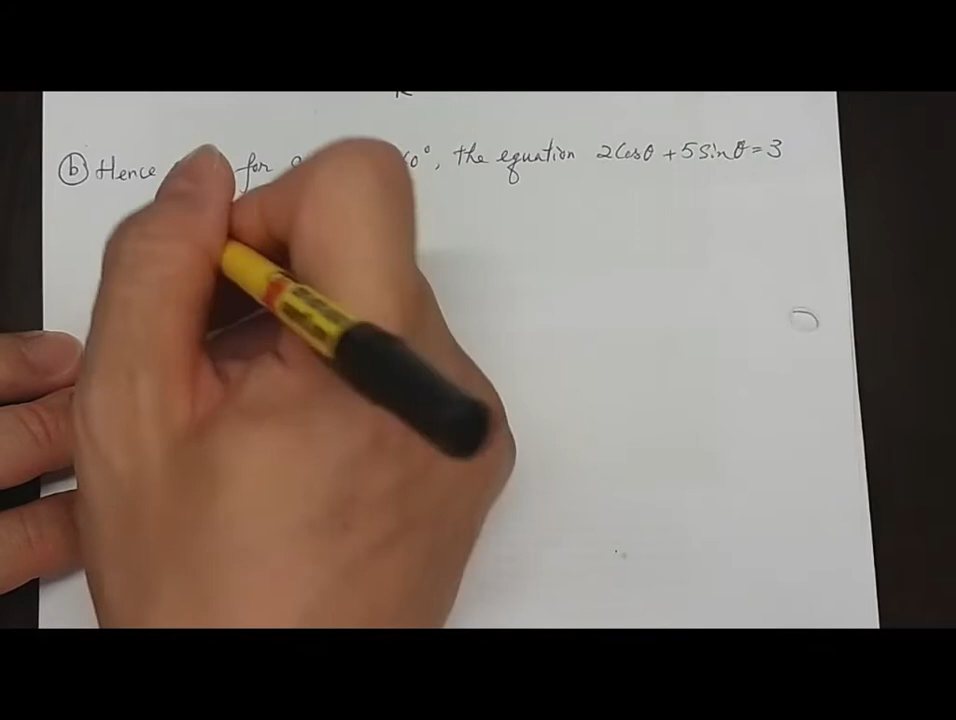 (b) Hence for 0°, the equation 2Cosθ + 5Sinθ = 3